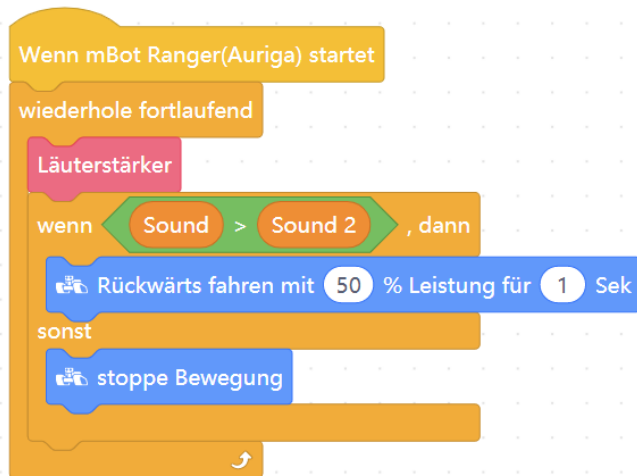 Wenn mBot Ranger(Auriga) startet
wiederhole fortlaufend
Läuterstärker
wenn Sound > Sound 2 , dann
Rückwärts fahren mit 50 % Leistung für 1 Sek
sonst
stoppe Bewegung